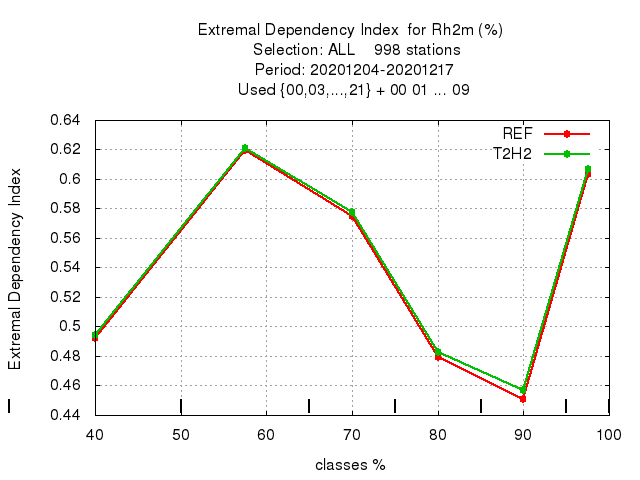 Extremal Dependency Index  for Rh2m (%)
Selection: ALL    998 stations
Period: 20201204-20201217
Used {00,03,...,21} + 00 01 ... 09
REF
T2H2
Extremal Dependency Index
0.64
0.62
0.6
0.58
0.56
0.54
0.52
0.5
0.48
0.46
0.44
40 50 60 70 80 90 100
classes %